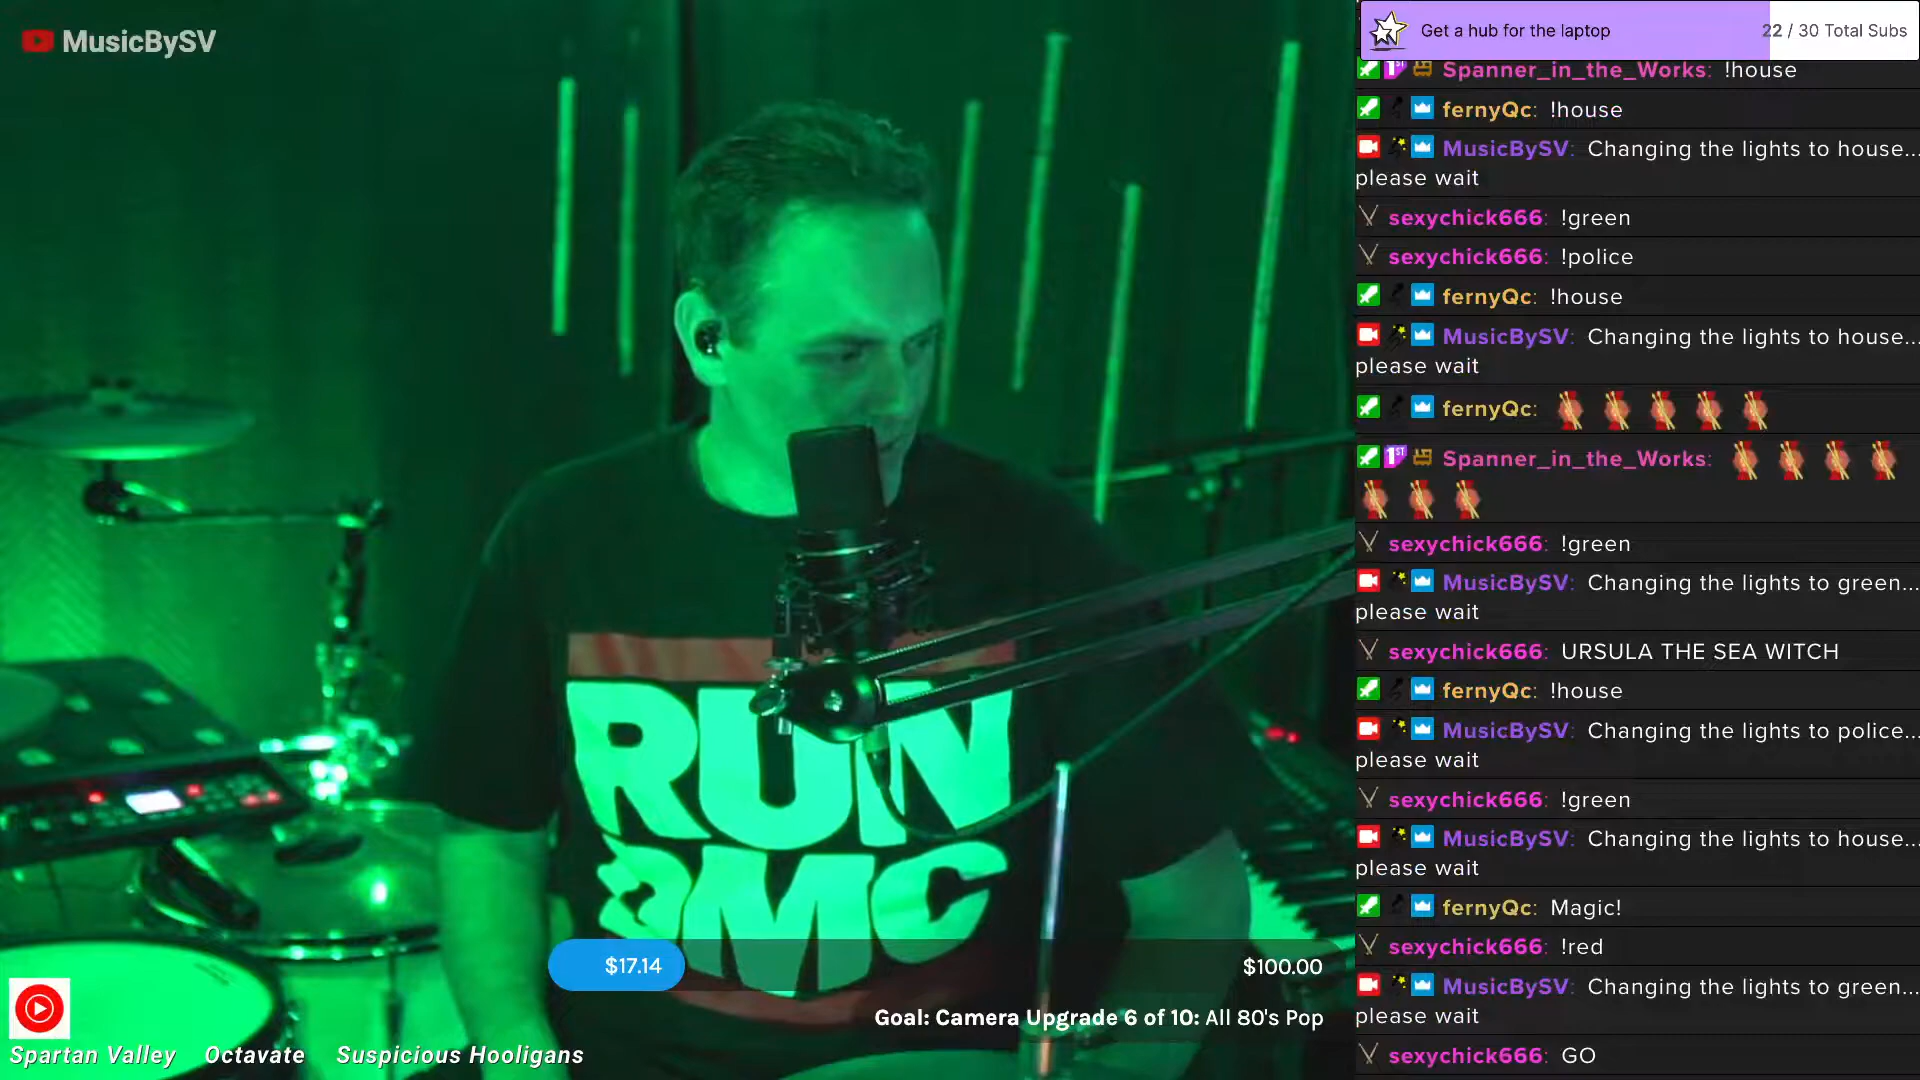 MusicBySV
Get a hub for the laptop
22 / 30 Total Subs
Spanner_in_the_Works: !house
fernyQc: !house
MusicBySV: Changing the lights to house...
please wait
sexychick666: !green
sexychick666: !police
fernyQc: !house
MusicBySV: Changing the lights to house...
please wait
fernyQc:
1ST Spanner_in_the_Works:
sexychick666: !green
MusicBySV: Changing the lights to green...
please wait
sexychick666: URSULA THE SEA WITCH
fernyQc: !house
MusicBySV: Changing the lights to police...
please wait
sexychick666: !green
MusicBySV: Changing the lights to house...
please wait
fernyQc: Magic!
sexychick666: !red
MusicBySV: Changing the lights to green...
please wait
sexychick666: GO
RUN
DMC
$17.14
$100.00
Goal: Camera Upgrade 6 of 10: All 80's Pop
Spartan Valley Octavate Suspicious Hooligans